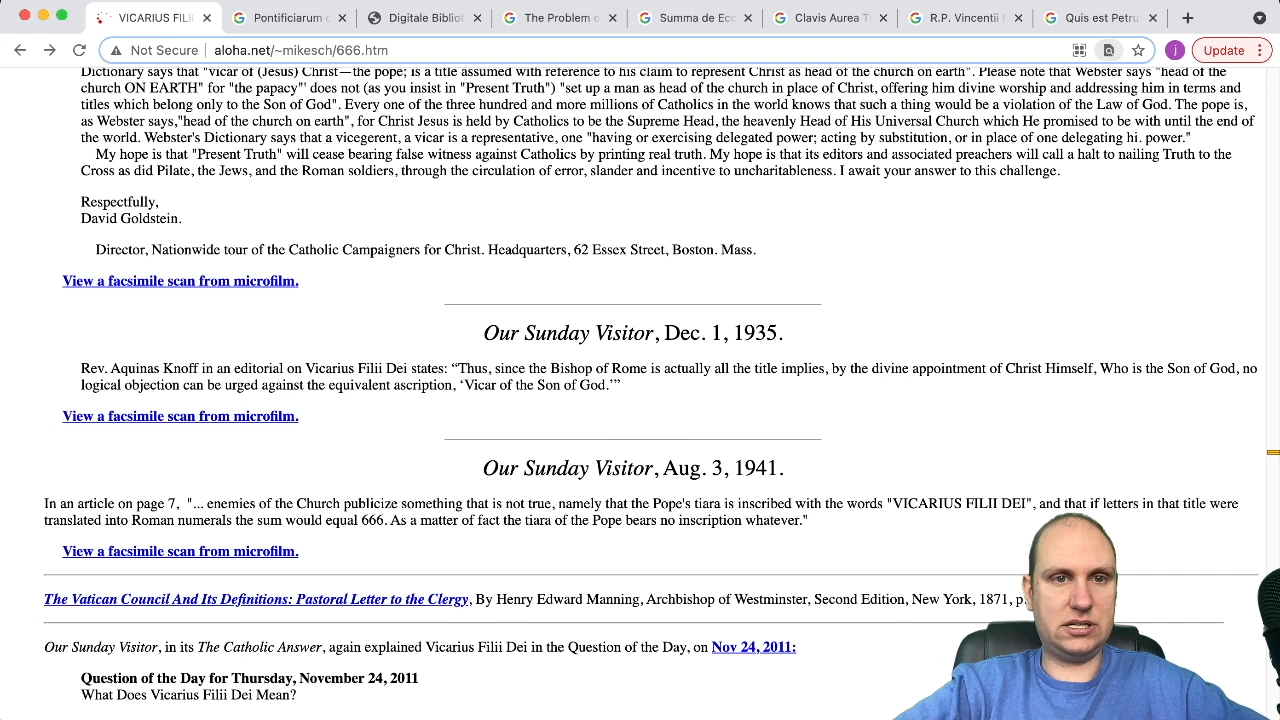 VICARIUS FILI
Pontificiarum
Digitale Bibliot
The Problem o
Summa de Ecc
Clavis Aurea T
R.P. Vincentii
Quis est Petru
Not Secure
aloha.net/~mikesch/666.htm
j
Update
Dictionary says that "vicar of (Jesus) Christ—the pope; is a title assumed with reference to his claim to represent Christ as head of the church on earth". Please note that Webster says "head of the
church ON EARTH" for "the papacy"' does not (as you insist in "Present Truth") "set up a man as head of the church in place of Christ, offering him divine worship and addressing him in terms and
titles which belong only to the Son of God". Every one of the three hundred and more millions of Catholics in the world knows that such a thing would be a violation of the Law of God. The pope is,
as Webster says,"head of the church on earth", for Christ Jesus is held by Catholics to be the Supreme Head, the heavenly Head of His Universal Church which He promised to be with until the end of
the world. Webster's Dictionary says that a vicegerent, a vicar is a representative, one "having or exercising delegated power; acting by substitution, or in place of one delegating hi. power."
My hope is that "Present Truth" will cease bearing false witness against Catholics by printing real truth. My hope is that its editors and associated preachers will call a halt to nailing Truth to the
Cross as did Pilate, the Jews, and the Roman soldiers, through the circulation of error, slander and incentive to uncharitableness. I await your answer to this challenge.
Respectfully,
David Goldstein.
Director, Nationwide tour of the Catholic Campaigners for Christ. Headquarters, 62 Essex Street, Boston. Mass.
View a facsimile scan from microfilm.
Our Sunday Visitor, Dec. 1, 1935.
Rev. Aquinas Knoff in an editorial on Vicarius Filii Dei states: “Thus, since the Bishop of Rome is actually all the title implies, by the divine appointment of Christ Himself, Who is the Son of God, no
logical objection can be urged against the equivalent ascription, ‘Vicar of the Son of God.’”
View a facsimile scan from microfilm.
Our Sunday Visitor, Aug. 3, 1941.
In an article on page 7, "... enemies of the Church publicize something that is not true, namely that the Pope's tiara is inscribed with the words "VICARIUS FILII DEI", and that if letters in that title were
translated into Roman numerals the sum would equal 666. As a matter of fact the tiara of the Pope bears no inscription whatever."
View a facsimile scan from microfilm.
The Vatican Council And Its Definitions: Pastoral Letter to the Clergy, By Henry Edward Manning, Archbishop of Westminster, Second Edition, New York, 1871, p.
Our Sunday Visitor, in its The Catholic Answer, again explained Vicarius Filii Dei in the Question of the Day, on Nov 24, 2011:
Question of the Day for Thursday, November 24, 2011
What Does Vicarius Filii Dei Mean?